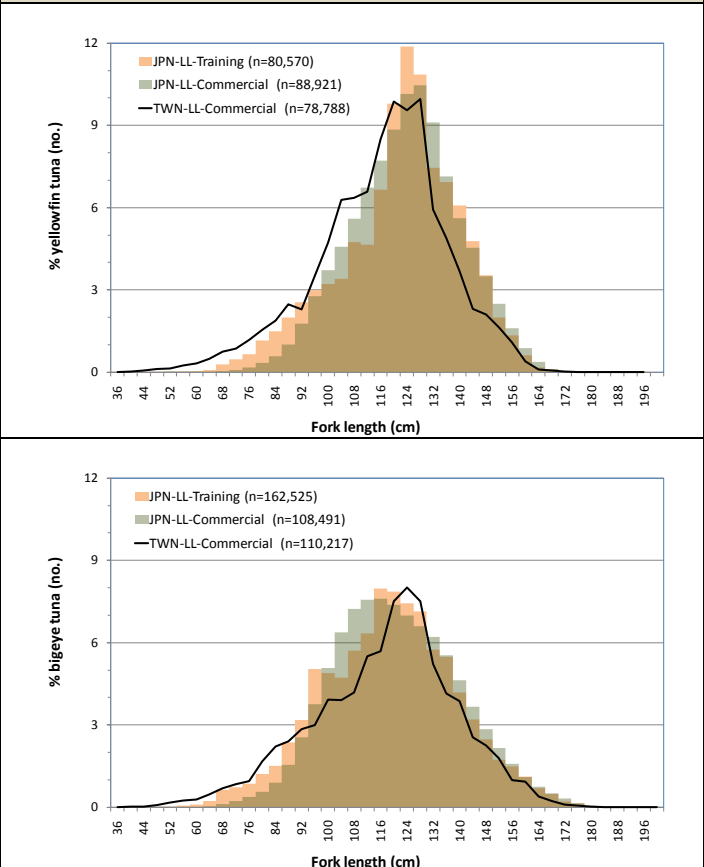 12
JPN-LL-Training (n=80,570)
JPN-LL-Commercial (n=88,921)
TWN-LL-Commercial (n=78,788)
9
6
3
0
% yellowfin tuna (no.)
36 44 52 60 68 76 84 92 100 108 116 124 132 140 148 156 164 172 180 188 196
Fork length (cm)
12
JPN-LL-Training (n=162,525)
JPN-LL-Commercial (n=108,491)
TWN-LL-Commercial (n=110,217)
9
6
3
0
% bigeye tuna (no.)
36 44 52 60 68 76 84 92 100 108 116 124 132 140 148 156 164 172 180 188 196
Fork length (cm)